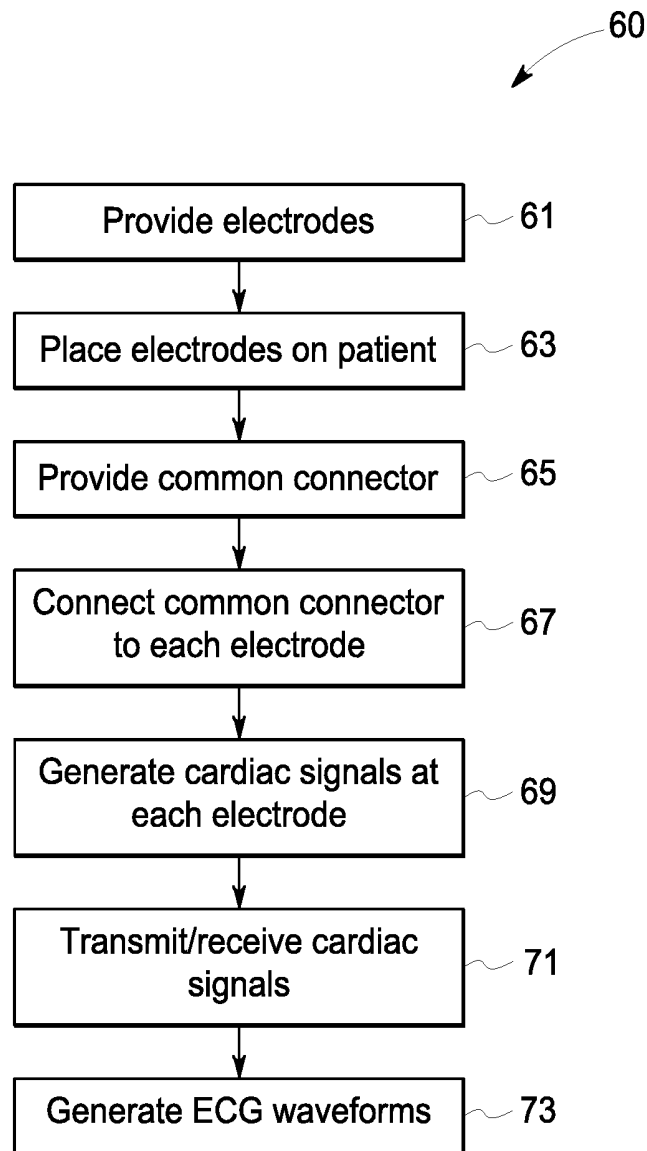 60
Provide electrodes 61
Place electrodes on patient 63
Provide common connector 65
Connect common connector
to each electrode 67
Generate cardiac signals at
each electrode 69
Transmit/receive cardiac
signals 71
Generate ECG waveforms 73